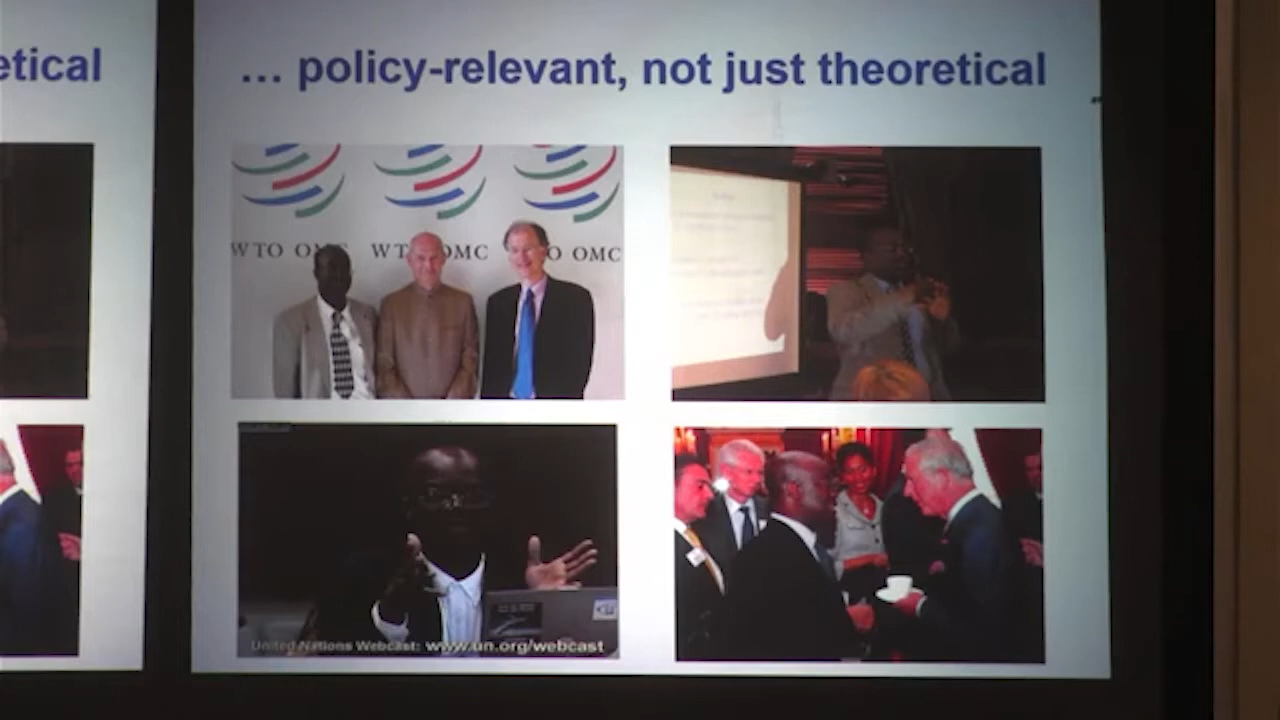 etical
… policy-relevant, not just theoretical
WTO OMC WTO OMC WTO OMC
United Nations Webcast: www.un.org/webcast